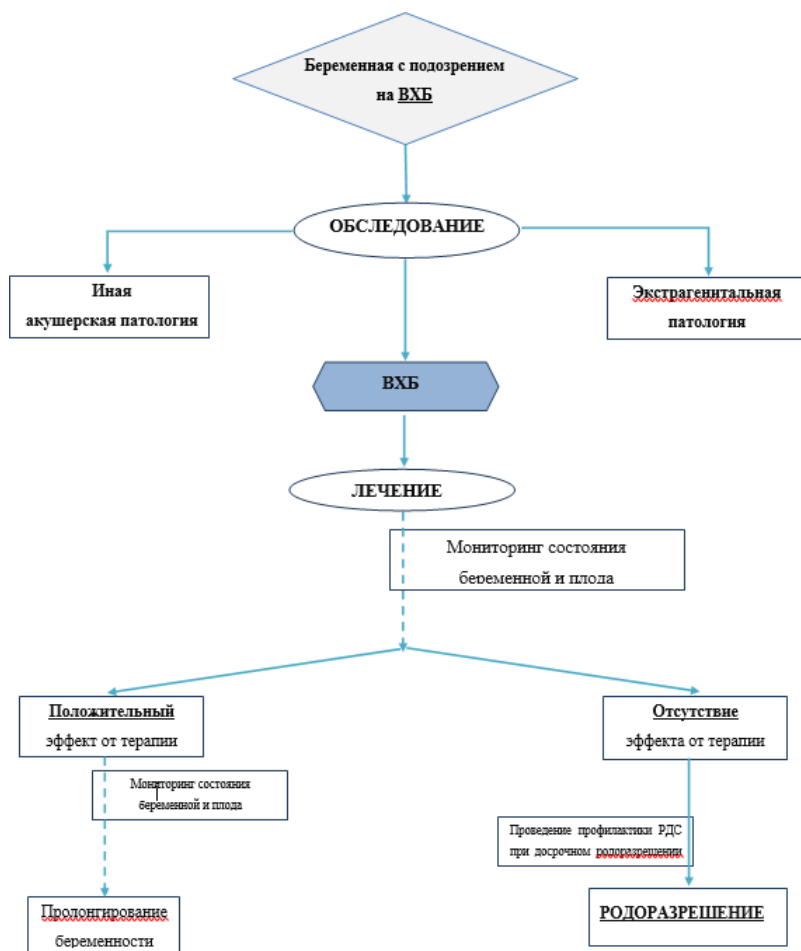 Беременная с подозрением
на ВХБ
ОБСЛЕДОВАНИЕ
Иная
акушерская патология
Экстрагенитальная
патология
ВХБ
ЛЕЧЕНИЕ
Мониторинг состояния
беременной и плода
Положительный
эффект от терапии
Отсутствие
эффекта от терапии
Мониторинг состояния
беременной и плода
Проведение профилактики РДС
при досрочном родоразрешении
Пролонгирование
беременности
РОДОРАЗРЕШЕНИЕ